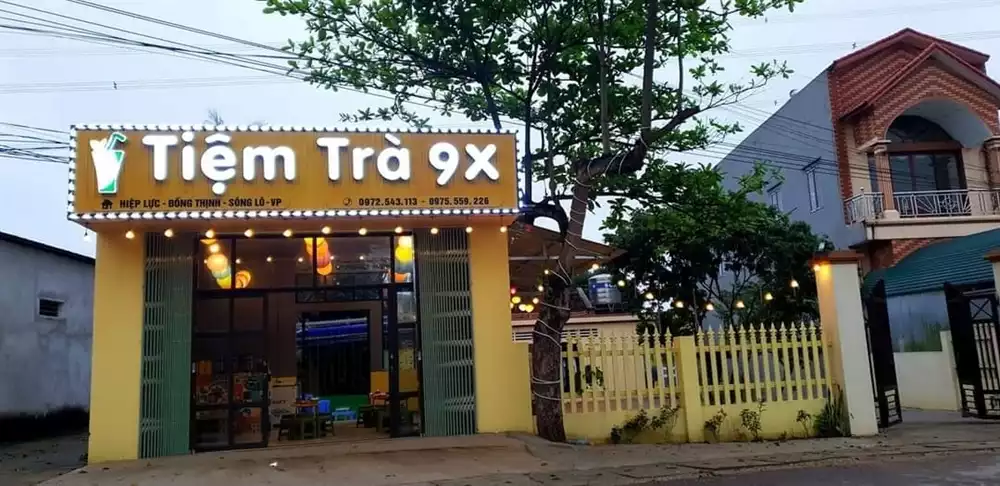 Tiệm Trà 9X
HIỆP LỰC - ĐỒNG THỊNH - SÔNG LÔ - VP 0972.543.113 - 0975.559.226